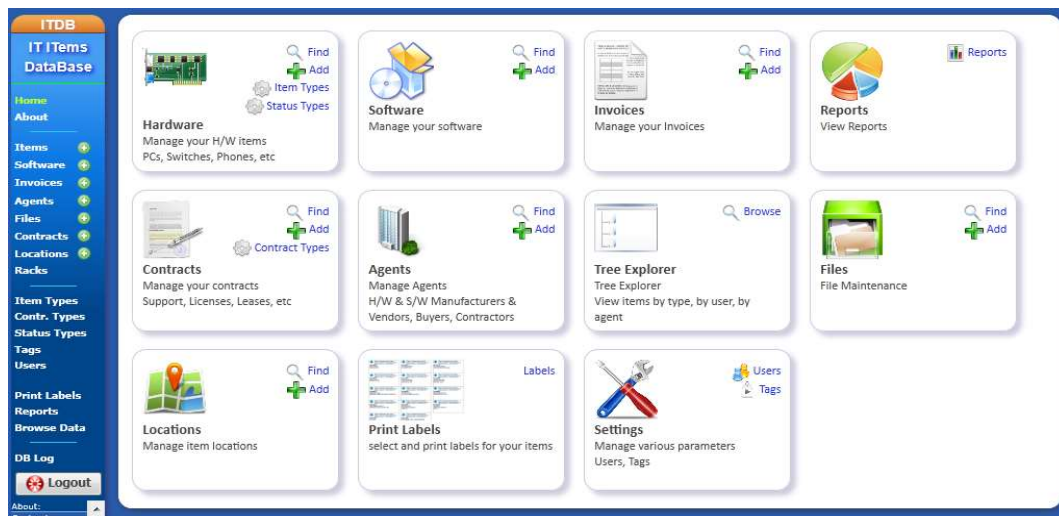 ITDB
IT ITems
DataBase
Home
About
Items
Software
Invoices
Agents
Files
Contracts
Locations
Racks
Item Types
Contr. Types
Status Types
Tags
Users
Print Labels
Reports
Browse Data
DB Log
Logout
About:
Find
Add
Item Types
Status Types
Hardware
Manage your H/W items
PCs, Switches, Phones, etc
Find
Add
Software
Manage your software
Find
Add
Invoices
Manage your Invoices
Reports
Reports
View Reports
Find
Add
Contract Types
Contracts
Manage your contracts
Support, Licenses, Leases, etc
Find
Add
Agents
Manage Agents
H/W & S/W Manufacturers &
Vendors, Buyers, Contractors
Browse
Tree Explorer
Tree Explorer
View items by type, by user, by
agent
Find
Add
Files
File Maintenance
Find
Add
Locations
Manage item locations
Labels
Print Labels
select and print labels for your items
Users
Tags
Settings
Manage various parameters
Users, Tags